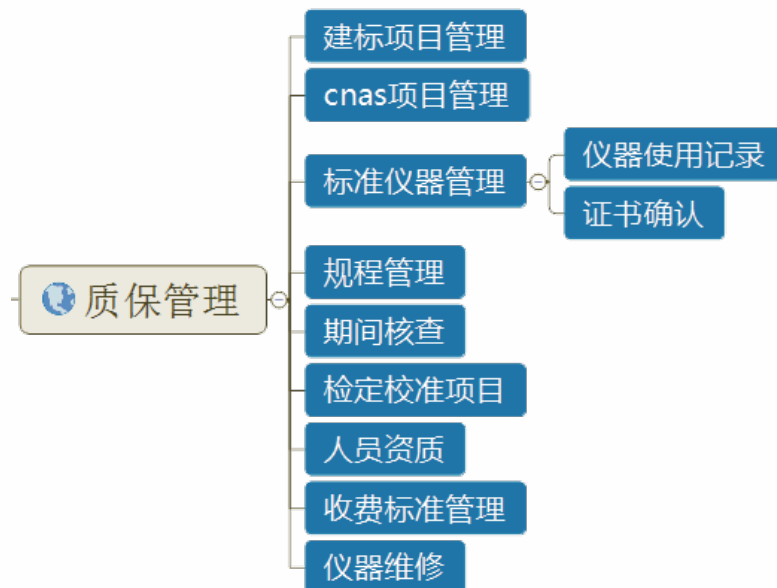 建标项目管理
cnas项目管理
标准仪器管理
仪器使用记录
证书确认
质保管理
规程管理
期间核查
检定校准项目
人员资质
收费标准管理
仪器维修